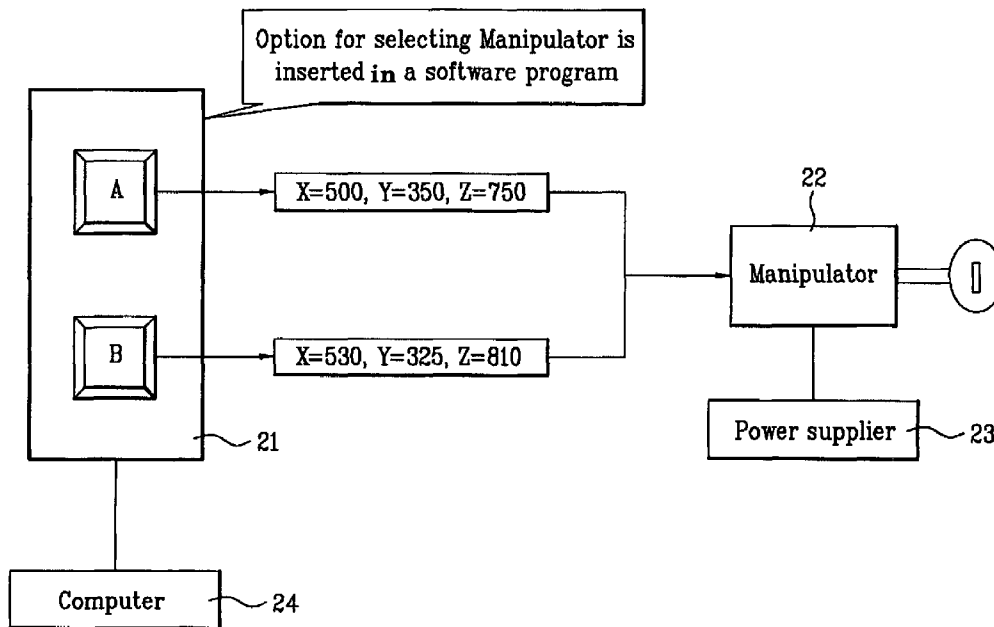 Option for selecting Manipulator is
inserted in a software program
A
X=500, Y=350, Z=750
22
Manipulator
B
X=530, Y=325, Z=810
21
Power supplier
23
Computer
24